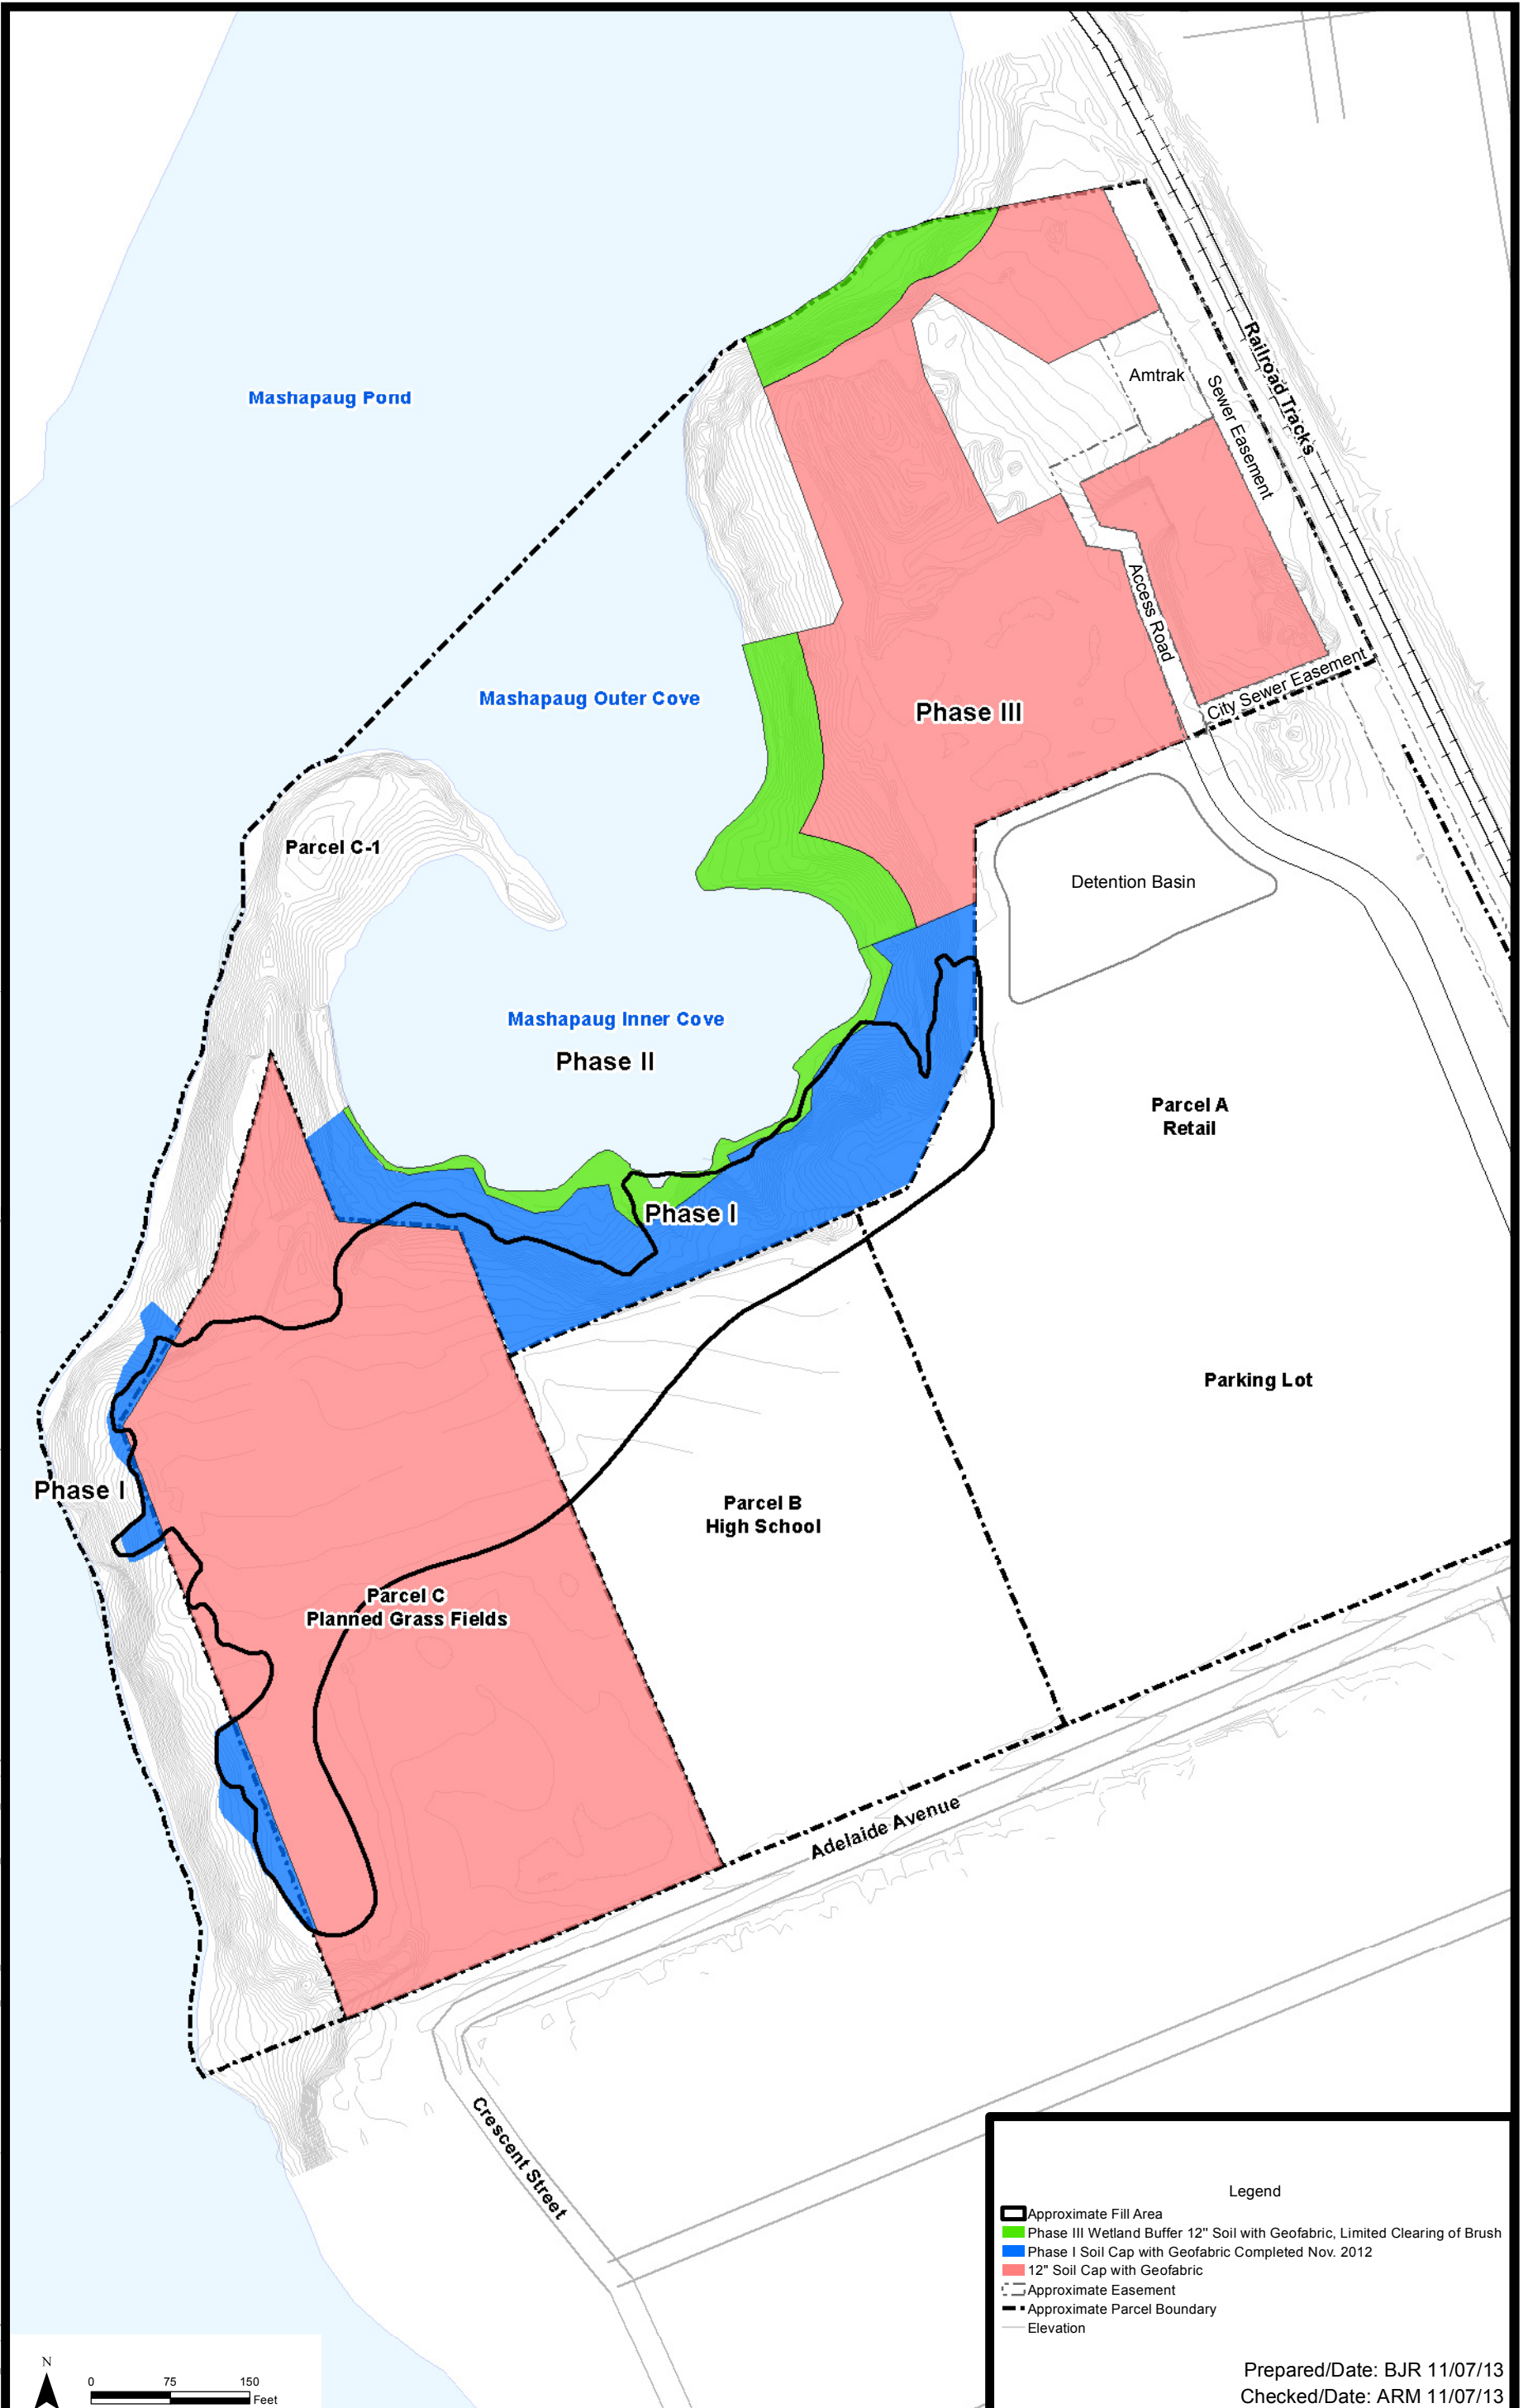 Mashapaug Pond
Railroad Tracks
Amtrak
Sewer Easement
Access Road
City Sewer Easement
Mashapaug Outer Cove
Phase III
Parcel C-1
Detention Basin
Mashapaug Inner Cove
Phase II
Parcel A
Retail
Phase I
Parking Lot
Phase I
Parcel B
High School
Parcel C
Planned Grass Fields
Adelaide Avenue
Crescent Street
Legend
Approximate Fill Area
Phase III Wetland Buffer 12" Soil with Geofabric, Limited Clearing of Brush
Phase I Soil Cap with Geofabric Completed Nov. 2012
12" Soil Cap with Geofabric
Approximate Easement
Approximate Parcel Boundary
Elevation
Prepared/Date: BJR 11/07/13
Checked/Date: ARM 11/07/13
N
0 75 150
Feet